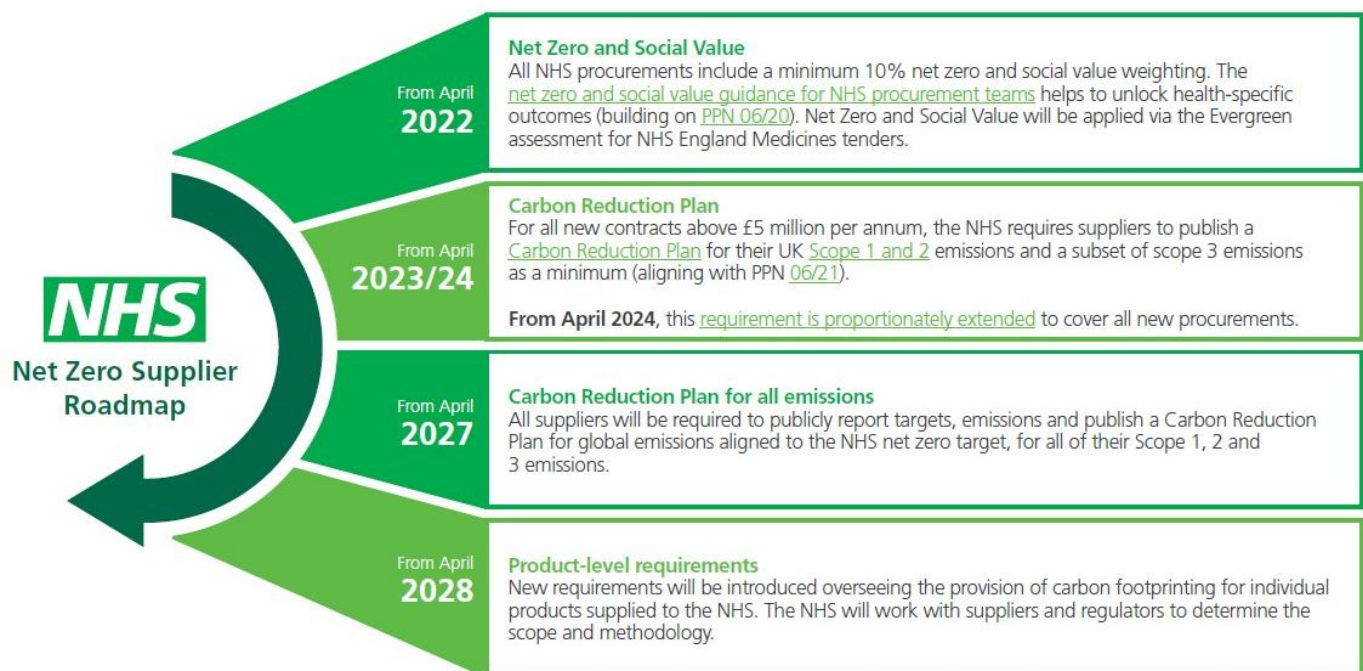 From April
2022
Net Zero and Social Value
All NHS procurements include a minimum 10% net zero and social value weighting. The
net zero and social value guidance for NHS procurement teams helps to unlock health-specific
outcomes (building on PPN 06/20). Net Zero and Social Value will be applied via the Evergreen
assessment for NHS England Medicines tenders.
From April
2023/24
Carbon Reduction Plan
For all new contracts above £5 million per annum, the NHS requires suppliers to publish a
Carbon Reduction Plan for their UK Scope 1 and 2 emissions and a subset of scope 3 emissions
as a minimum (aligning with PPN 06/21).
From April 2024, this requirement is proportionately extended to cover all new procurements.
NHS
Net Zero Supplier
Roadmap
From April
2027
Carbon Reduction Plan for all emissions
All suppliers will be required to publicly report targets, emissions and publish a Carbon Reduction
Plan for global emissions aligned to the NHS net zero target, for all of their Scope 1, 2 and
3 emissions.
From April
2028
Product-level requirements
New requirements will be introduced overseeing the provision of carbon footprinting for individual
products supplied to the NHS. The NHS will work with suppliers and regulators to determine the
scope and methodology.